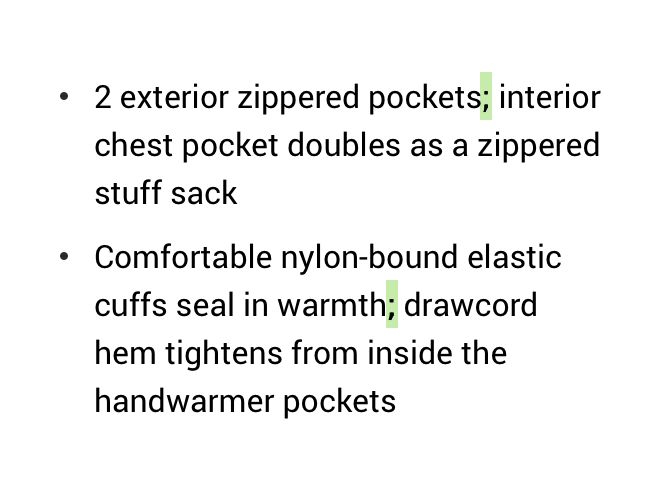 • 2 exterior zippered pockets; interior
chest pocket doubles as a zippered
stuff sack
• Comfortable nylon-bound elastic
cuffs seal in warmth; drawcord
hem tightens from inside the
handwarmer pockets